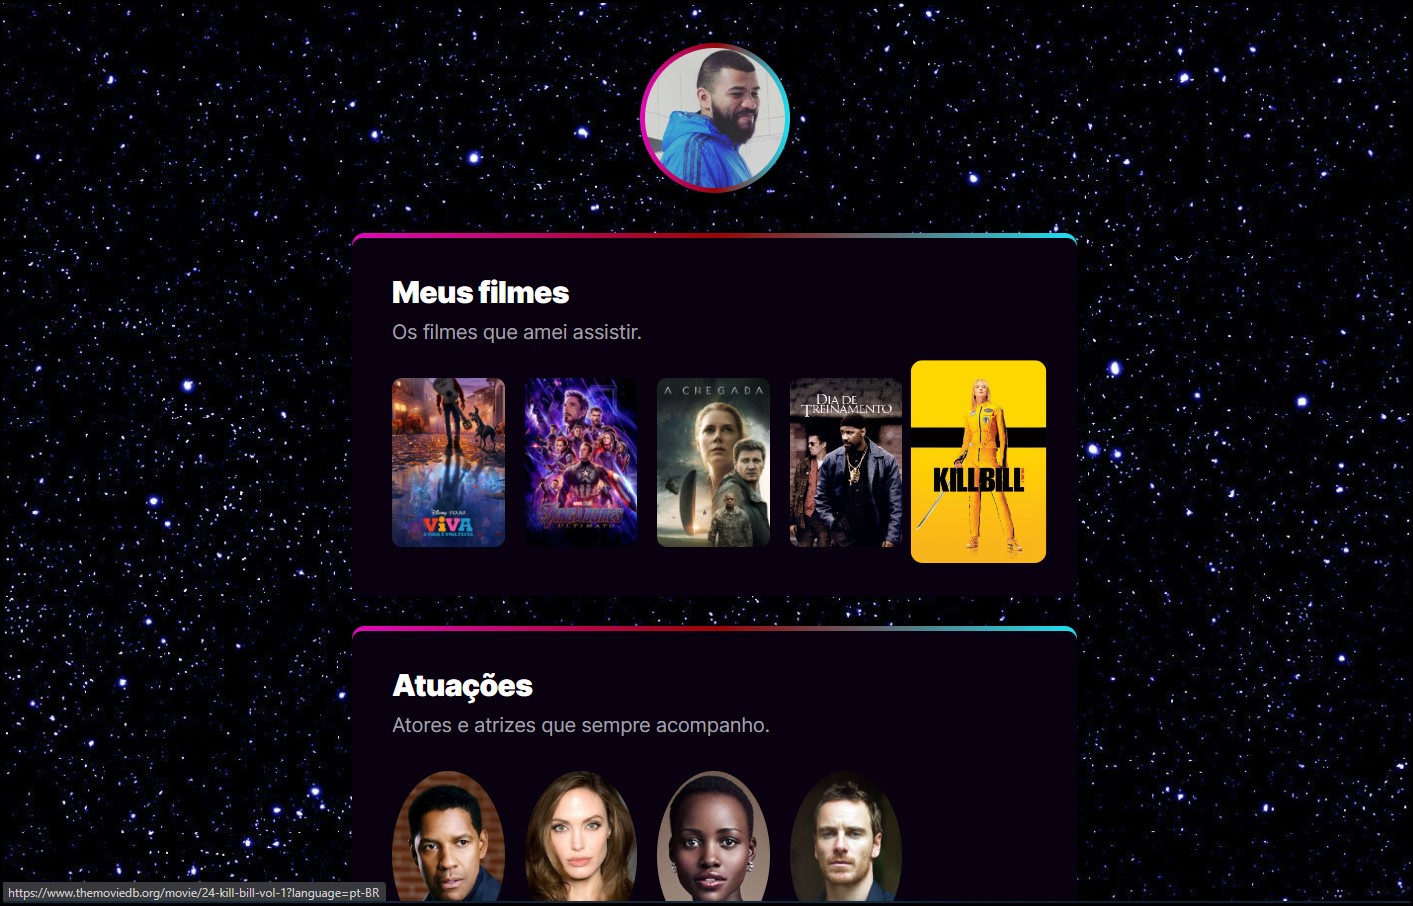 Meus filmes
Os filmes que amei assistir.
Disney · PIXAR
VIVA
A VIDA É UMA FESTA
VINGADORES
ULTIMATO
A CHEGADA
DIA DE
TREINAMENTO
KILLBILL
Atuações
Atores e atrizes que sempre acompanho.
https://www.themoviedb.org/movie/24-kill-bill-vol-1?language=pt-BR